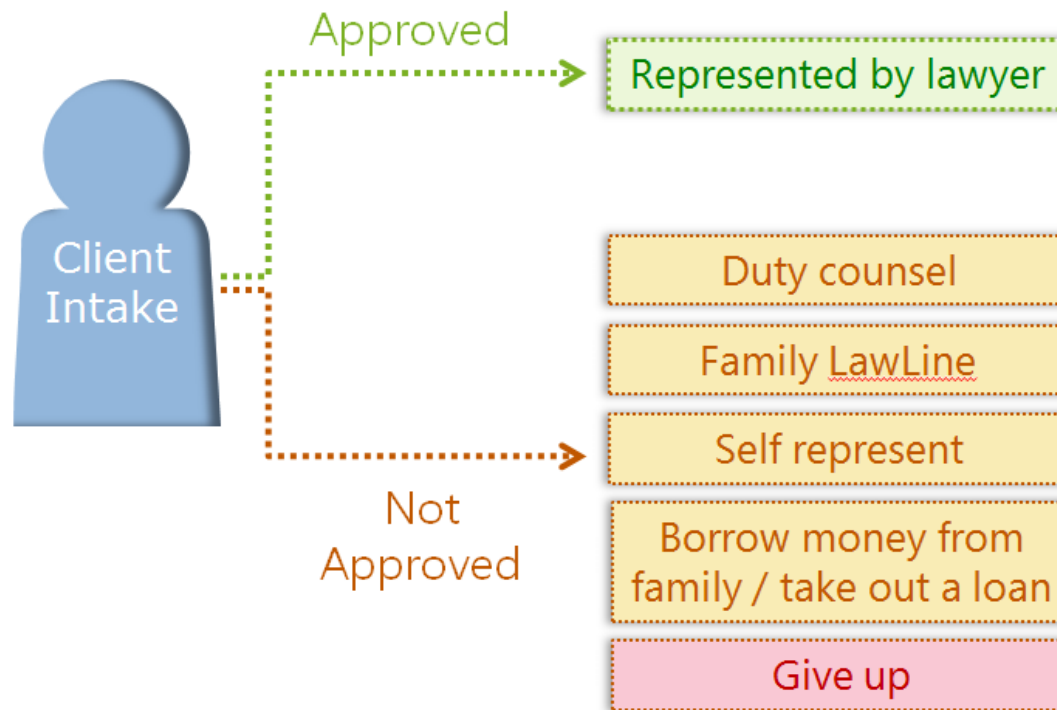 Approved
Represented by lawyer
Client
Intake
Duty counsel
Family LawLine
Self represent
Not
Approved
Borrow money from
family / take out a loan
Give up